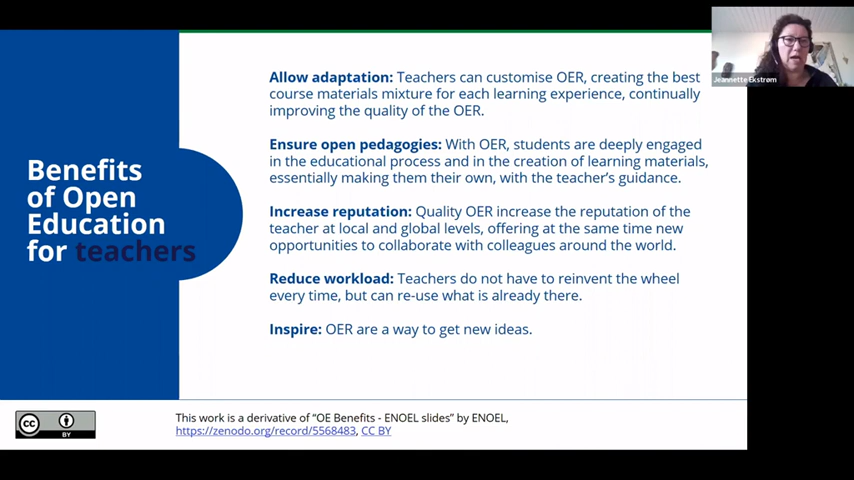 Benefits
of Open
Education
for teachers
Allow adaptation: Teachers can customise OER, creating the best
course materials mixture for each learning experience, continually
improving the quality of the OER.
Ensure open pedagogies: With OER, students are deeply engaged
in the educational process and in the creation of learning materials,
essentially making them their own, with the teacher's guidance.
Increase reputation: Quality OER increase the reputation of the
teacher at local and global levels, offering at the same time new
opportunities to collaborate with colleagues around the world.
Reduce workload: Teachers do not have to reinvent the wheel
every time, but can re-use what is already there.
Inspire: OER are a way to get new ideas.
Jeannette Ekstrøm
cc
BY
This work is a derivative of "OE Benefits - ENOEL slides" by ENOEL,
https://zenodo.org/record/5568483, CC BY